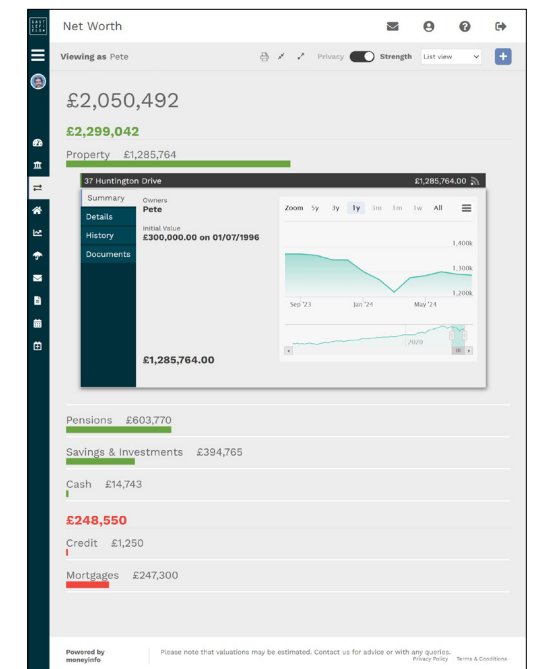 Net Worth
Viewing as Pete
Privacy Strength List view
£2,050,492
£2,299,042
Property £1,285,764
37 Huntington Drive £1,285,764.00
Summary
Details
History
Documents
Owners
Pete
Initial Value
£300,000.00 on 01/07/1996
£1,285,764.00
Zoom 5y 3y 1y 3m 1m 1w All
1,400k
1,300k
1,200k
Sep '23 Jan '24 May '24
2020
Pensions £603,770
Savings & Investments £394,765
Cash £14,743
£248,550
Credit £1,250
Mortgages £247,300
Powered by
moneyinfo
Please note that valuations may be estimated. Contact us for advice or with any queries.
Privacy Policy Terms & Conditions